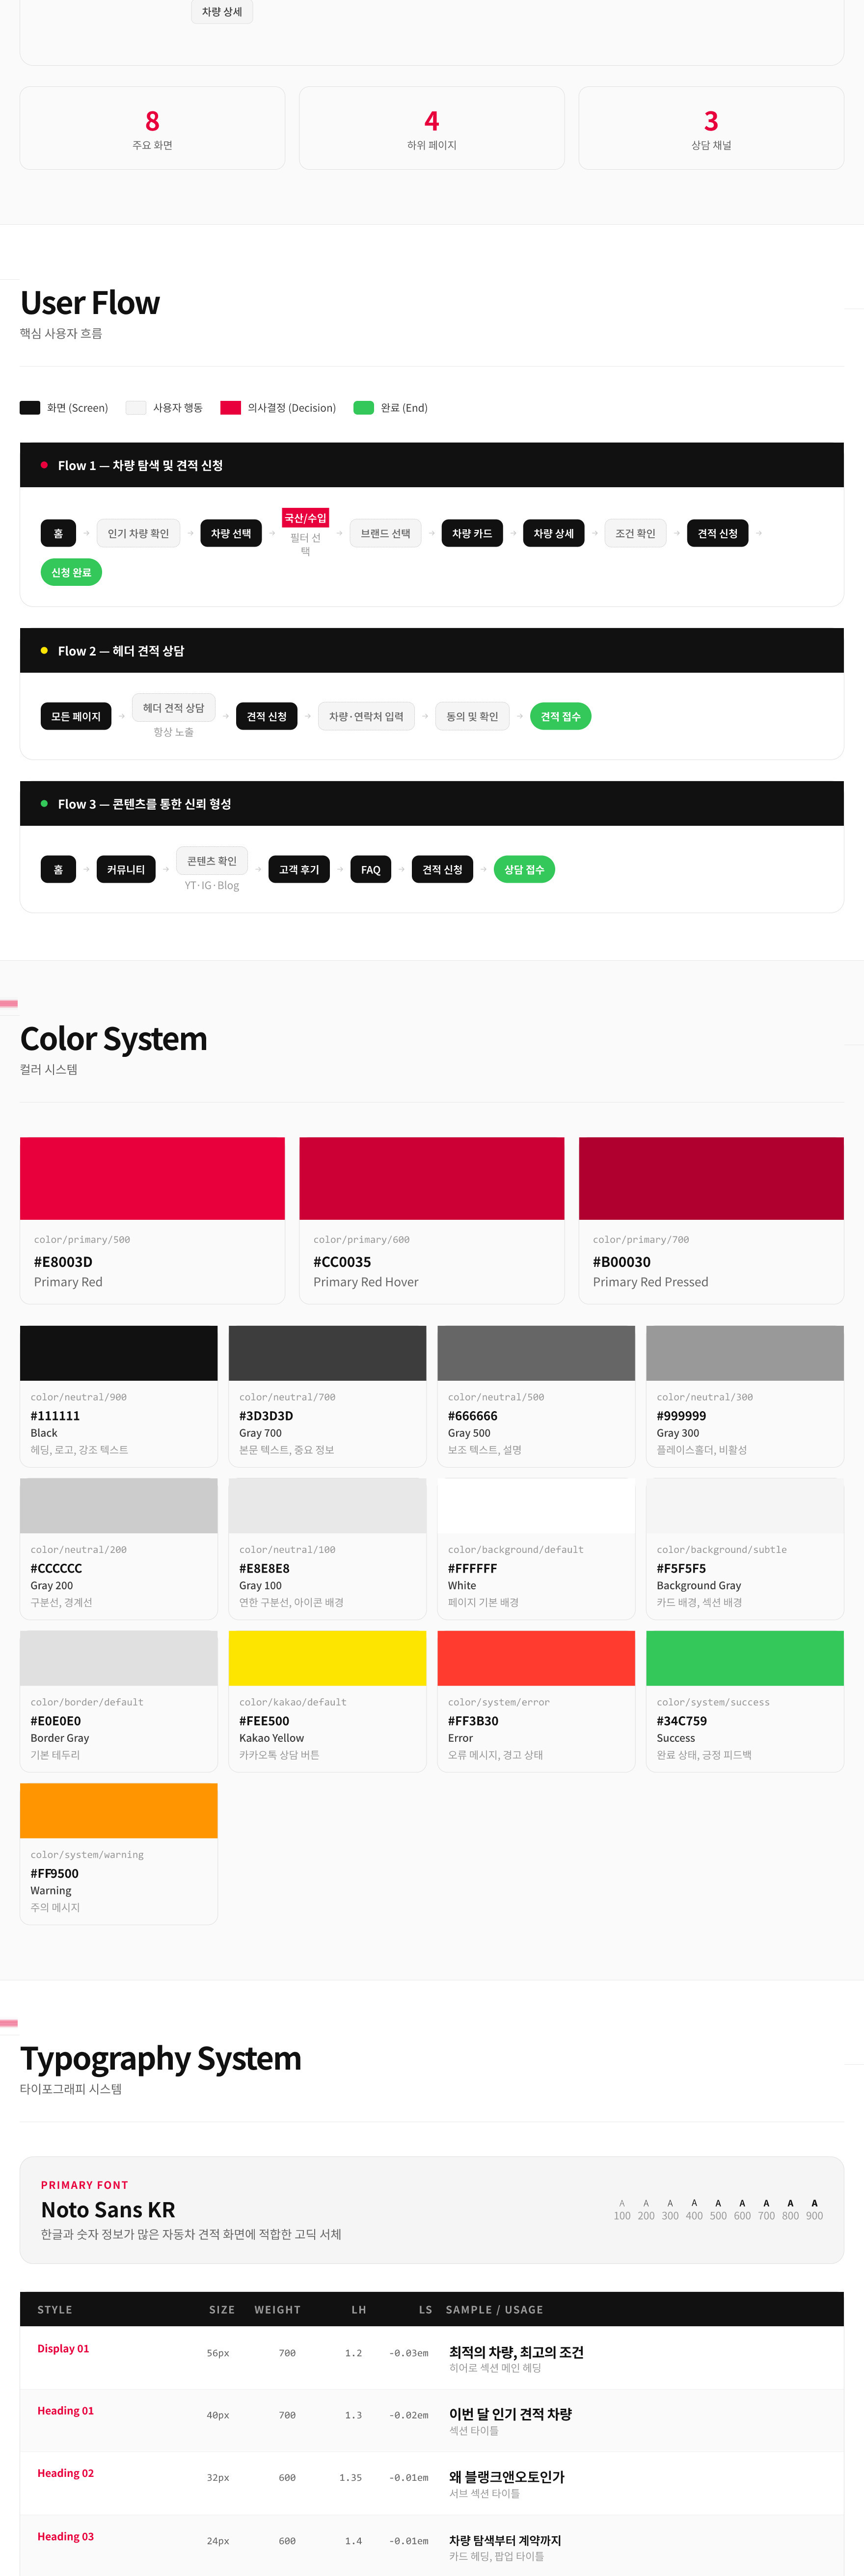 차량 상세
8
주요 화면
4
하위 페이지
3
상담 채널
User Flow
핵심 사용자 흐름
화면 (Screen)
사용자 행동
의사결정 (Decision)
완료 (End)
Flow 1 — 차량 탐색 및 견적 신청
홈 → 인기 차량 확인 → 차량 선택 → 국산/수입 → 브랜드 선택 → 차량 카드 → 차량 상세 → 조건 확인 → 견적 신청 →
필터 선
택
신청 완료
Flow 2 — 헤더 견적 상담
모든 페이지 → 헤더 견적 상담 → 견적 신청 → 차량·연락처 입력 → 동의 및 확인 → 견적 접수
항상 노출
Flow 3 — 콘텐츠를 통한 신뢰 형성
홈 → 커뮤니티 → 콘텐츠 확인 → 고객 후기 → FAQ → 견적 신청 → 상담 접수
YT·IG·Blog
Color System
컬러 시스템
color/primary/500
#E8003D
Primary Red
color/primary/600
#CC0035
Primary Red Hover
color/primary/700
#B00030
Primary Red Pressed
color/neutral/900
#111111
Black
헤딩, 로고, 강조 텍스트
color/neutral/700
#3D3D3D
Gray 700
본문 텍스트, 중요 정보
color/neutral/500
#666666
Gray 500
보조 텍스트, 설명
color/neutral/300
#999999
Gray 300
플레이스홀더, 비활성
color/neutral/200
#CCCCCC
Gray 200
구분선, 경계선
color/neutral/100
#E8E8E8
Gray 100
연한 구분선, 아이콘 배경
color/background/default
#FFFFFF
White
페이지 기본 배경
color/background/subtle
#F5F5F5
Background Gray
카드 배경, 섹션 배경
color/border/default
#E0E0E0
Border Gray
기본 테두리
color/kakao/default
#FEE500
Kakao Yellow
카카오톡 상담 버튼
color/system/error
#FF3B30
Error
오류 메시지, 경고 상태
color/system/success
#34C759
Success
완료 상태, 긍정 피드백
color/system/warning
#FF9500
Warning
주의 메시지
Typography System
타이포그래피 시스템
PRIMARY FONT
Noto Sans KR
한글과 숫자 정보가 많은 자동차 견적 화면에 적합한 고딕 서체
A A A A A A A A A
100 200 300 400 500 600 700 800 900
STYLE SIZE WEIGHT LH LS SAMPLE / USAGE
Display 01 56px 700 1.2 -0.03em 최적의 차량, 최고의 조건
히어로 섹션 메인 헤딩
Heading 01 40px 700 1.3 -0.02em 이번 달 인기 견적 차량
섹션 타이틀
Heading 02 32px 600 1.35 -0.01em 왜 블랭크앤오토인가
서브 섹션 타이틀
Heading 03 24px 600 1.4 -0.01em 차량 탐색부터 계약까지
카드 헤딩, 팝업 타이틀